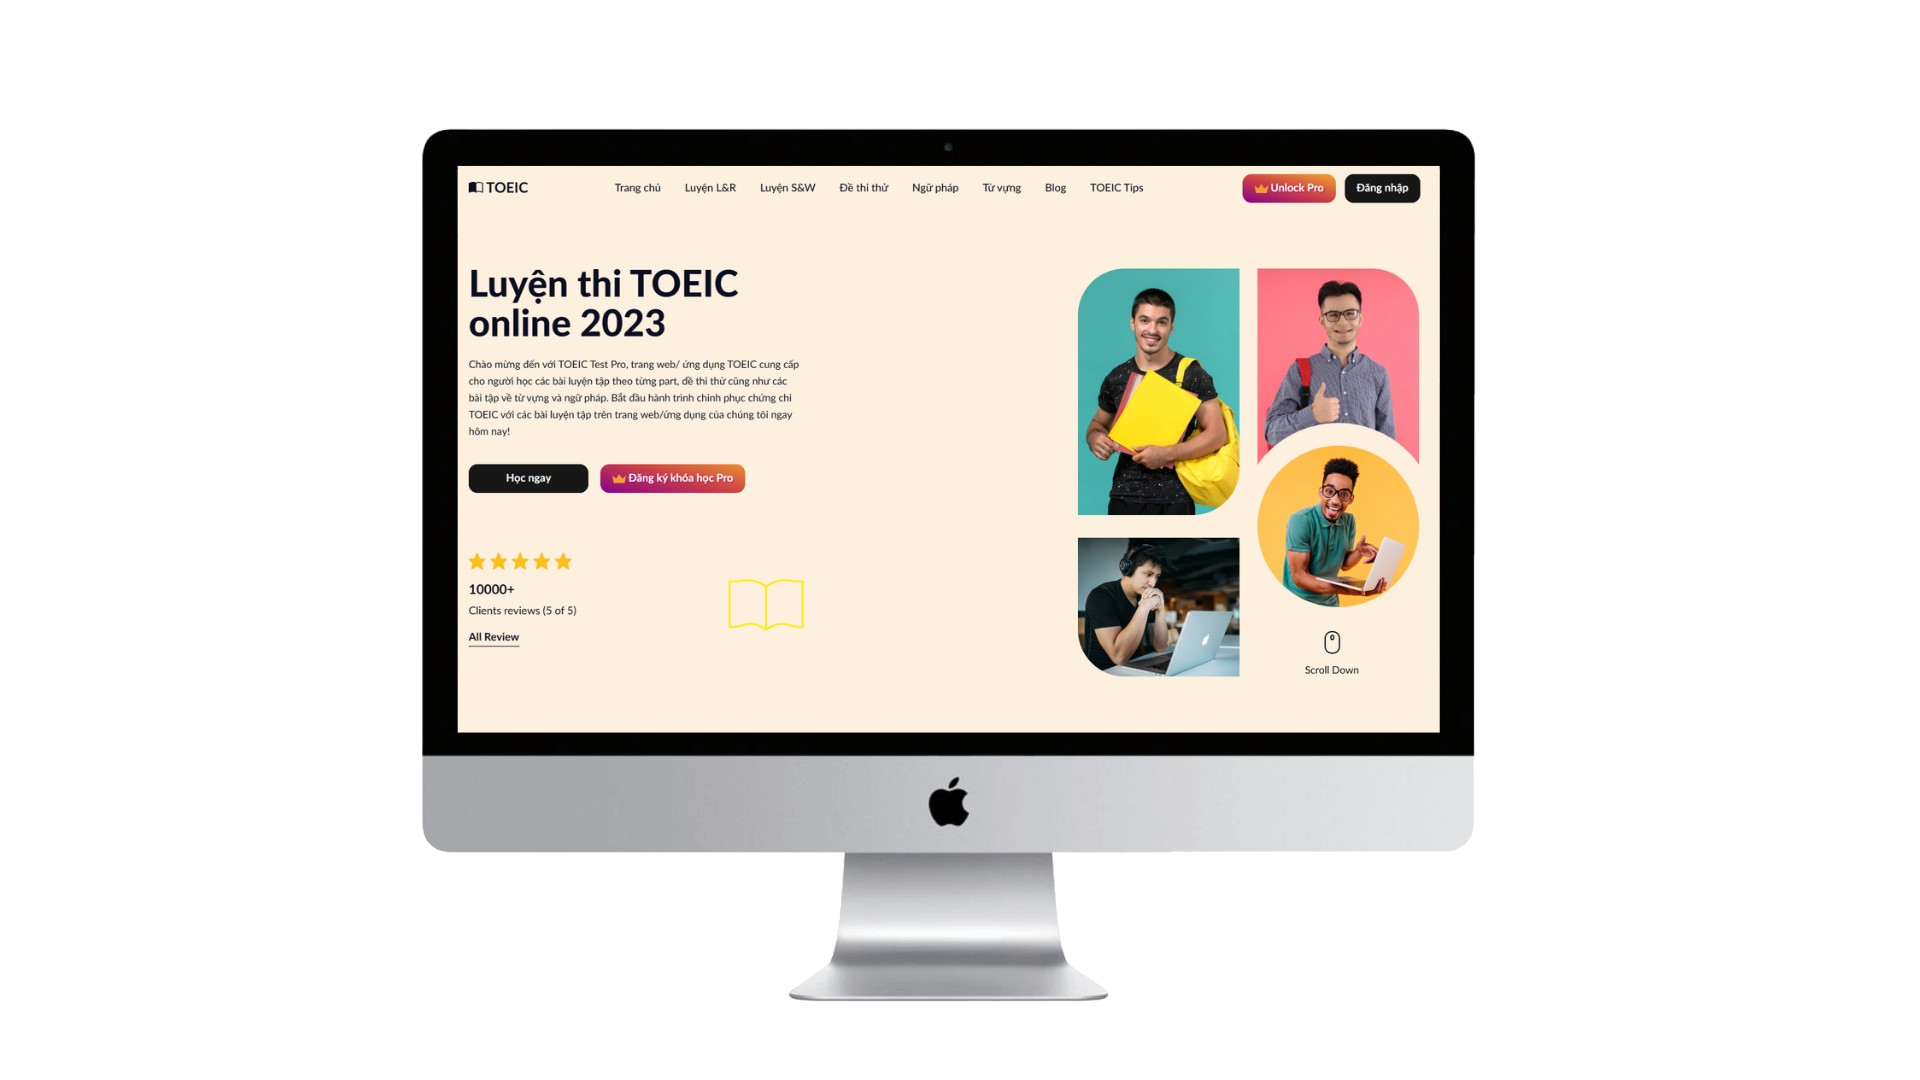 TOEIC
Trang chủ
Luyện L&R
Luyện S&W
Đề thi thử
Ngữ pháp
Từ vựng
Blog
TOEIC Tips
Unlock Pro
Đăng nhập
Luyện thi TOEIC
online 2023
Chào mừng đến với TOEIC Test Pro, trang web/ ứng dụng TOEIC cung cấp
cho người học các bài luyện tập theo từng part, đề thi thử cũng như các
bài tập về từ vựng và ngữ pháp. Bắt đầu hành trình chinh phục chứng chỉ
TOEIC với các bài luyện tập trên trang web/ứng dụng của chúng tôi ngay
hôm nay!
Học ngay
Đăng ký khóa học Pro
10000+
Clients reviews (5 of 5)
All Review
Scroll Down